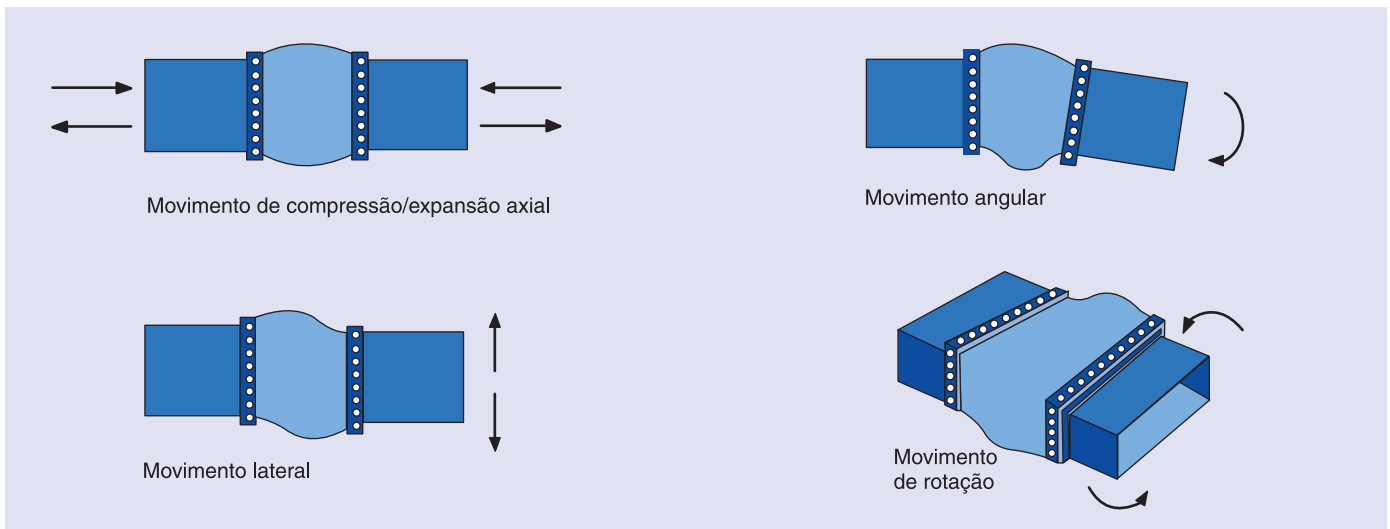 Movimento de compressão/expansão axial
Movimento angular
Movimento lateral
Movimento
de rotação